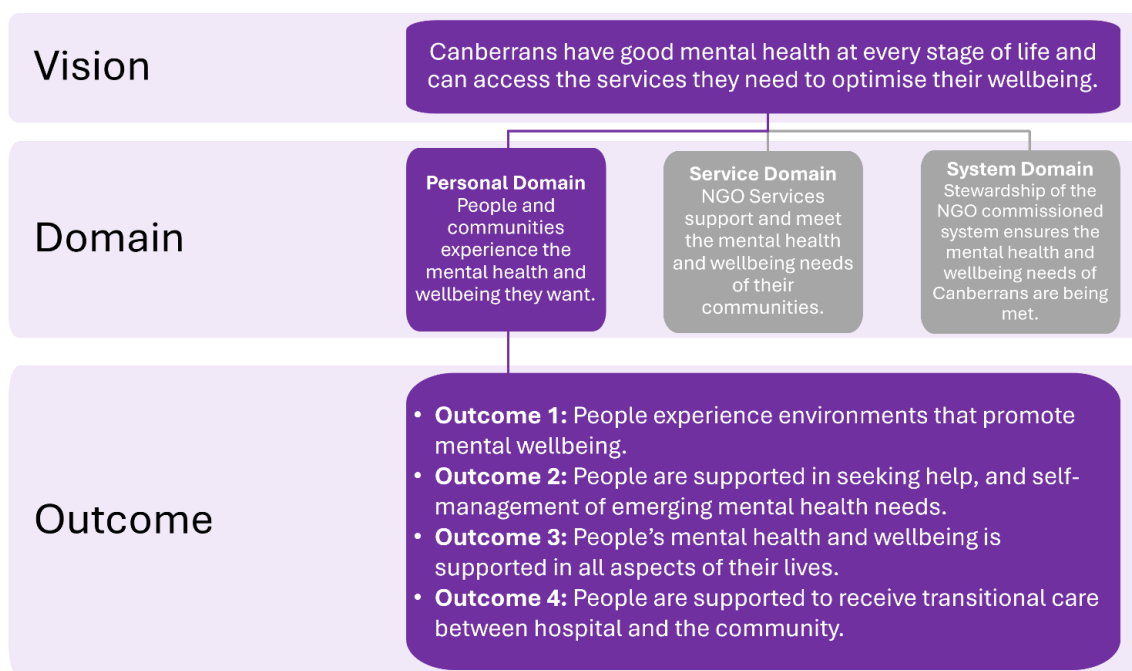 Vision
Canberrans have good mental health at every stage of life and
can access the services they need to optimise their wellbeing.
Domain
Personal Domain
People and
communities
experience the
mental health and
wellbeing they want.
Service Domain
NGO Services
support and meet
the mental health
and wellbeing needs
of their
communities.
System Domain
Stewardship of the
NGO commissioned
system ensures the
mental health and
wellbeing needs of
Canberrans are being
met.
Outcome
• Outcome 1: People experience environments that promote
mental wellbeing.
• Outcome 2: People are supported in seeking help, and self-
management of emerging mental health needs.
• Outcome 3: People’s mental health and wellbeing is
supported in all aspects of their lives.
• Outcome 4: People are supported to receive transitional care
between hospital and the community.